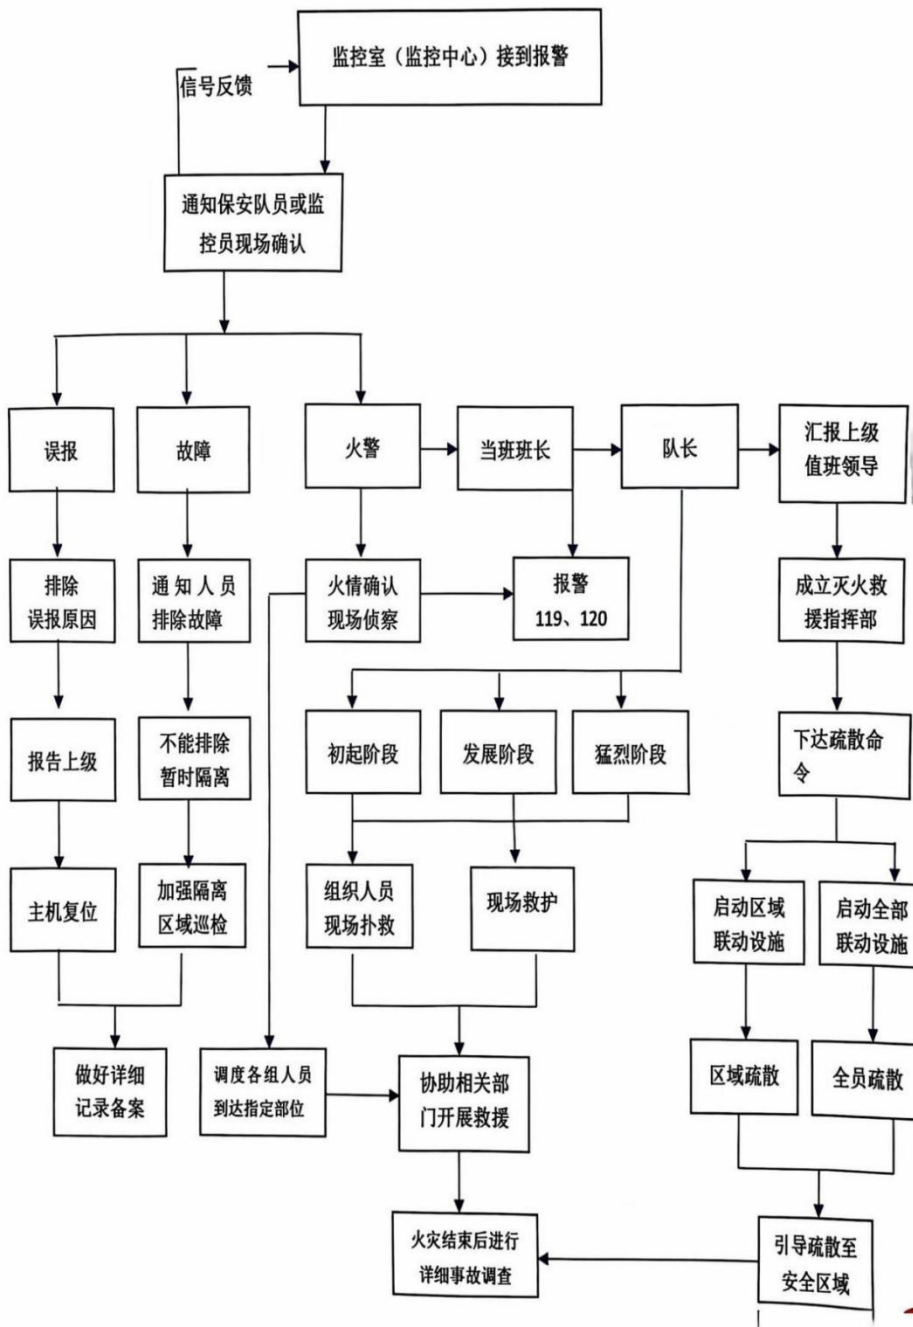 监控室（监控中心）接到报警
信号反馈
通知保安队员或监
控员现场确认
误报
故障
火警
当班班长
队长
汇报上级
值班领导
排除
误报原因
通知人员
排除故障
火情确认
现场侦察
报警
119、120
成立灭火救
援指挥部
报告上级
不能排除
暂时隔离
初起阶段
发展阶段
猛烈阶段
下达疏散命
令
主机复位
加强隔离
区域巡检
组织人员
现场扑救
现场救护
启动区域
联动设施
启动全部
联动设施
做好详细
记录备案
调度各组人员
到达指定部位
协助相关部
门开展救援
区域疏散
全员疏散
火灾结束后进行
详细事故调查
引导疏散至
安全区域